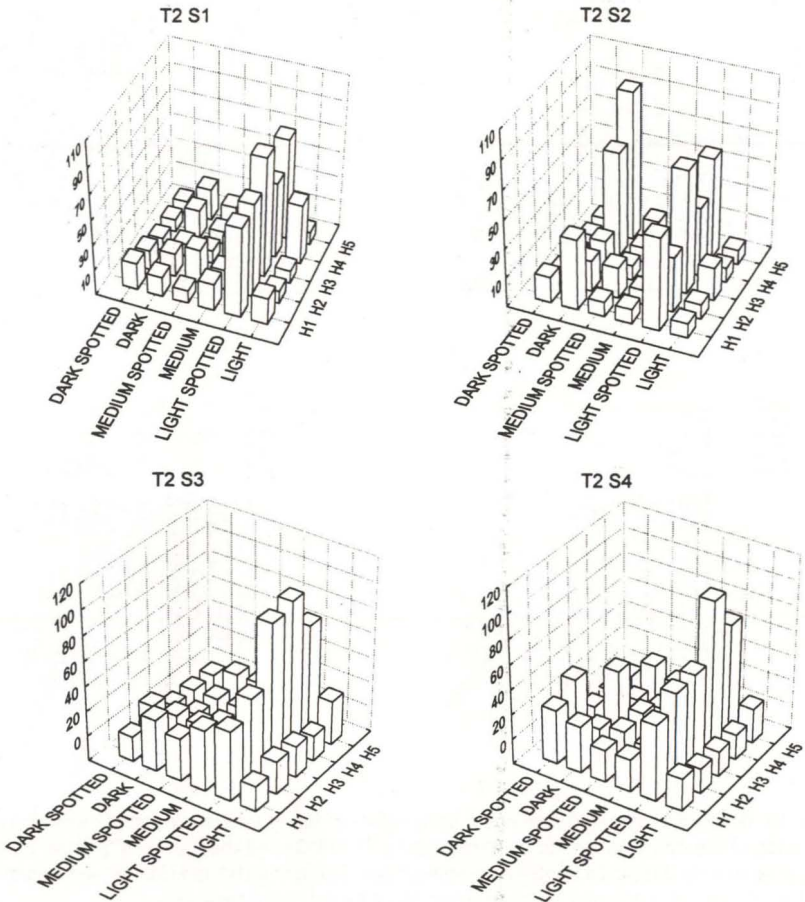 T2 S1
110
90
70
50
30
10
DARK SPOTTED
DARK
MEDIUM SPOTTED
MEDIUM
LIGHT SPOTTED
LIGHT
H1
H2
H3
H4
H5
T2 S2
110
90
70
50
30
10
DARK SPOTTED
DARK
MEDIUM SPOTTED
MEDIUM
LIGHT SPOTTED
LIGHT
H1
H2
H3
H4
H5
T2 S3
120
100
80
60
40
20
0
DARK SPOTTED
DARK
MEDIUM SPOTTED
MEDIUM
LIGHT SPOTTED
LIGHT
H1
H2
H3
H4
H5
T2 S4
120
100
80
60
40
20
0
DARK SPOTTED
DARK
MEDIUM SPOTTED
MEDIUM
LIGHT SPOTTED
LIGHT
H1
H2
H3
H4
H5